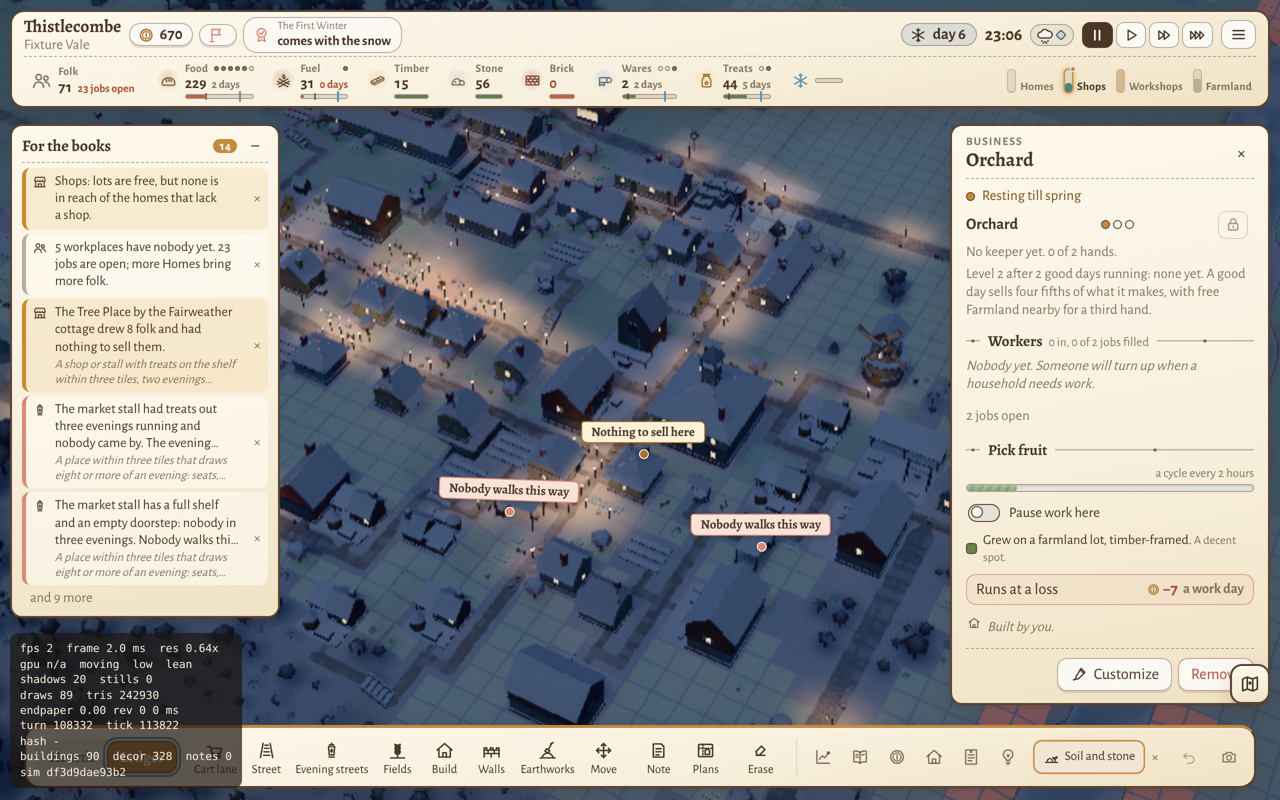 Thistlecombe
Fixture Vale
670
The First Winter
comes with the snow
day 6
23:06
Folk
71 23 jobs open
Food
229 2 days
Fuel
31 0 days
Timber
15
Stone
56
Brick
0
Wares
2 2 days
Treats
44 5 days
Homes
Shops
Workshops
Farmland
For the books
14
Shops: lots are free, but none is
in reach of the homes that lack
a shop.
5 workplaces have nobody yet. 23
jobs are open; more Homes bring
more folk.
The Tree Place by the Fairweather
cottage drew 8 folk and had
nothing to sell them.
A shop or stall with treats on the shelf
within three tiles, two evenings...
The market stall had treats out
three evenings running and
nobody came by. The evening...
A place within three tiles that draws
eight or more of an evening: seats,...
The market stall has a full shelf
and an empty doorstep: nobody in
three evenings. Nobody walks thi...
A place within three tiles that draws
eight or more of an evening: seats,...
and 9 more
Nothing to sell here
Nobody walks this way
Nobody walks this way
BUSINESS
Orchard
Resting till spring
Orchard
No keeper yet. 0 of 2 hands.
Level 2 after 2 good days running: none yet. A good
day sells four fifths of what it makes, with free
Farmland nearby for a third hand.
Workers 0 in, 0 of 2 jobs filled
Nobody yet. Someone will turn up when a
household needs work.
2 jobs open
Pick fruit
a cycle every 2 hours
Pause work here
Grew on a farmland lot, timber-framed. A decent
spot.
Runs at a loss
−7 a work day
Built by you.
Customize
Remov
fps 2 frame 2.0 ms res 0.64x
gpu n/a moving low lean
shadows 20 stills 0
draws 89 tris 242930
endpaper 0.00 rev 0 0 ms
turn 108332 tick 113822
hash -
buildings 90 decor 328 notes 0
sim df3d9dae93b2
Cart lane
Street
Evening streets
Fields
Build
Walls
Earthworks
Move
Note
Plans
Erase
Soil and stone